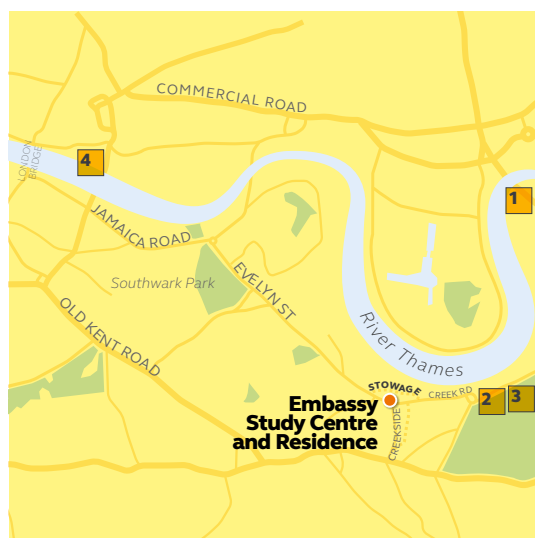 COMMERCIAL ROAD
LONDON
BRIDGE
4
1
JAMAICA ROAD
Southwark Park
EVELYN ST
OLD KENT ROAD
River Thames
STOWAGE
CREEK RD
2
3
Embassy
Study Centre
and Residence
CREEKSIDE